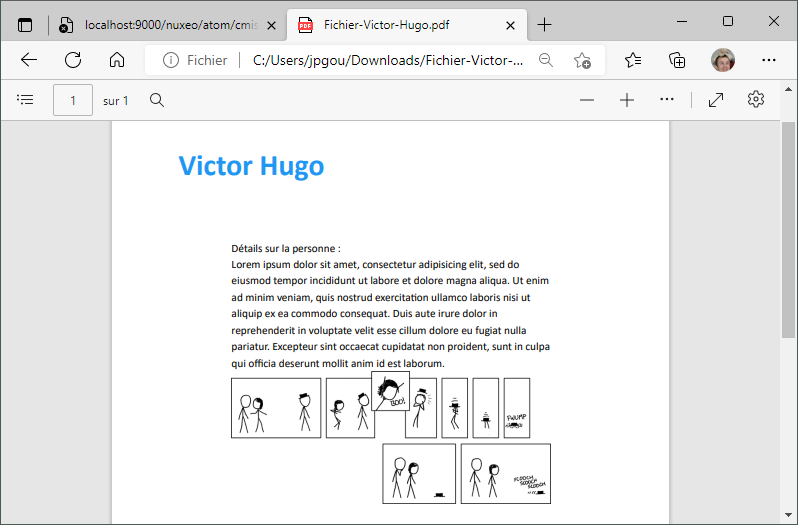 localhost:9000/nuxeo/atom/cmis
Fichier-Victor-Hugo.pdf
Fichier
C:/Users/jpgou/Downloads/Fichier-Victor-...
1
sur 1
Victor Hugo
Détails sur la personne :
Lorem ipsum dolor sit amet, consectetur adipisicing elit, sed do
eiusmod tempor incididunt ut labore et dolore magna aliqua. Ut enim
ad minim veniam, quis nostrud exercitation ullamco laboris nisi ut
aliquip ex ea commodo consequat. Duis aute irure dolor in
reprehenderit in voluptate velit esse cillum dolore eu fugiat nulla
pariatur. Excepteur sint occaecat cupidatat non proident, sunt in culpa
qui officia deserunt mollit anim id est laborum.
BOO!
FWUMP
SCOOCH
SCOOCH
SCOOCH